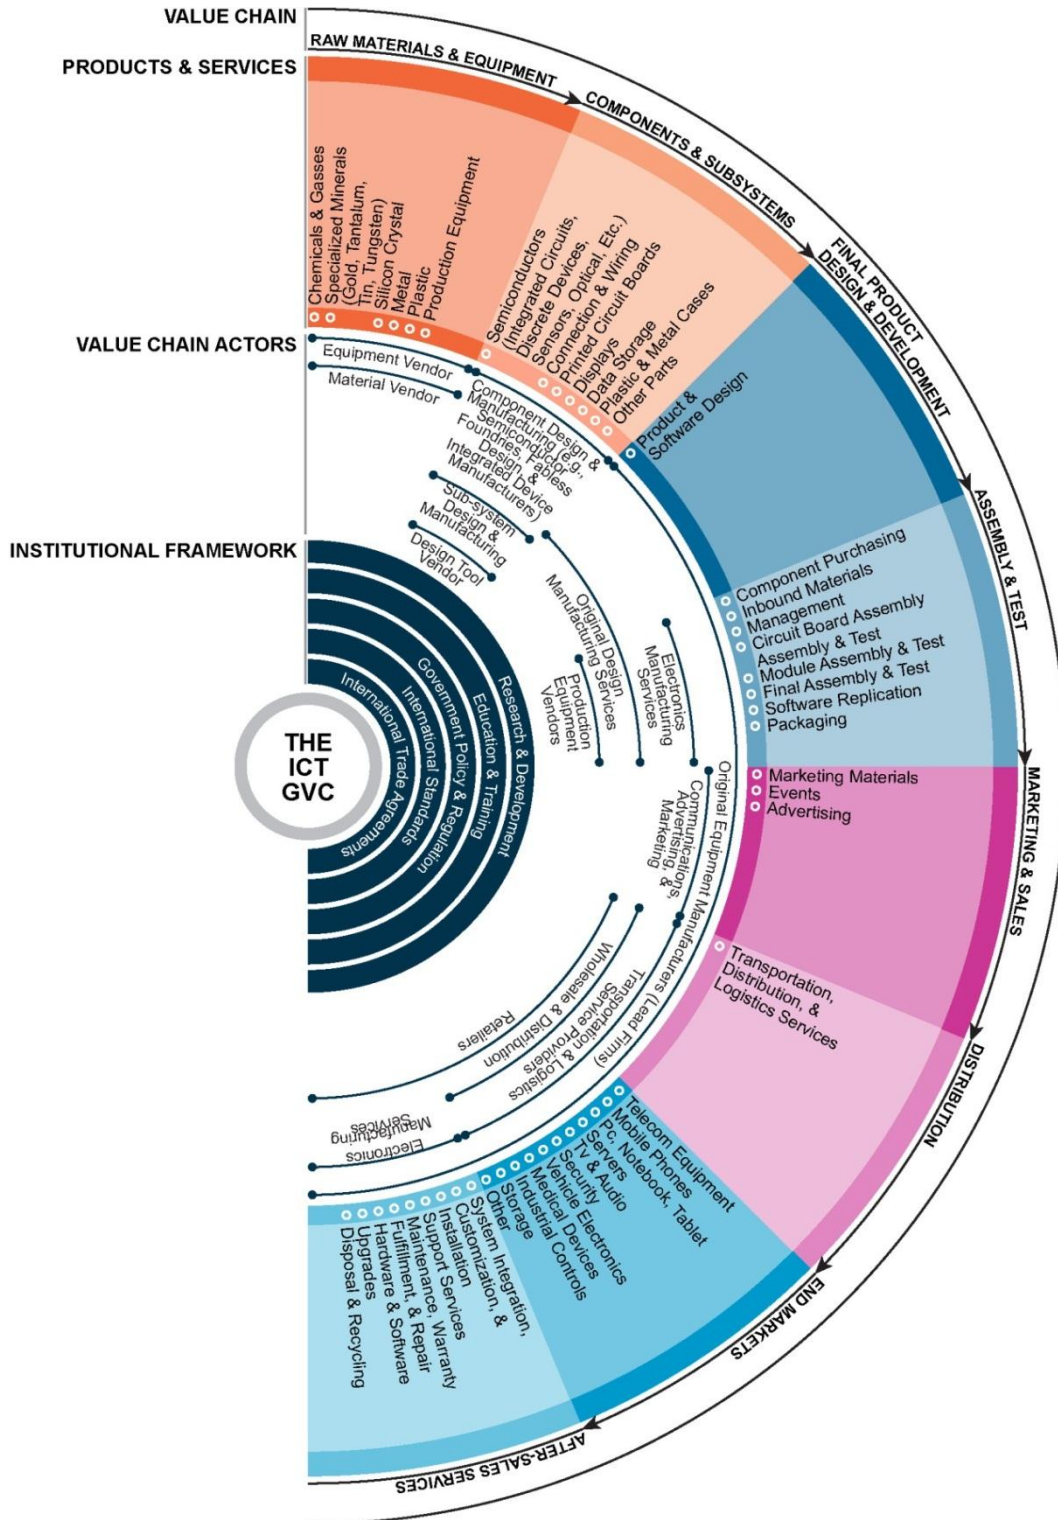 VALUE CHAIN
RAW MATERIALS & EQUIPMENT
COMPONENTS & SUBSYSTEMS
FINAL PRODUCT
DESIGN & DEVELOPMENT
ASSEMBLY & TEST
MARKETING & SALES
DISTRIBUTION
END MARKETS
AFTER-SALES SERVICES
PRODUCTS & SERVICES
Chemicals & Gasses
Specialized Minerals
(Gold, Tantalum,
Tin, Tungsten)
Silicon Crystal
Metal
Plastic
Production Equipment
Semiconductors
(Integrated Circuits,
Discrete Devices,
Sensors, Optical, Etc.)
Connection & Wiring
Printed Circuit Boards
Displays
Data Storage
Plastic & Metal Cases
Other Parts
Product &
Software Design
Component Purchasing
Inbound Materials
Management
Circuit Board Assembly
Assembly & Test
Module Assembly & Test
Final Assembly & Test
Software Replication
Packaging
Marketing Materials
Events
Advertising
Transportation,
Distribution, &
Logistics Services
Telecom Equipment
Mobile Phones
Pc, Notebook, Tablet
Servers
Tv & Audio
Security
Vehicle Electronics
Medical Devices
Industrial Controls
Storage
Other
System Integration,
Customization, &
Installation
Support Services
Maintenance, Warranty
Fulfillment, & Repair
Hardware & Software
Upgrades
Disposal & Recycling
VALUE CHAIN ACTORS
Equipment Vendor
Material Vendor
Component Design &
Manufacturing (e.g.,
Semiconductor
Foundries, Fabless
Design, &
Integrated Device
Manufacturers)
Sub-system
Design &
Manufacturing
Design Tool
Vendor
Original Design
Manufacturing Services
Production
Equipment
Vendors
Electronics
Manufacturing
Services
Original Equipment Manufacturers (Lead Firms)
Communications,
Advertising, &
Marketing
Transportation & Logistics
Service Providers
Wholesale & Distribution
Retailers
Electronics
Manufacturing
Services
INSTITUTIONAL FRAMEWORK
Research & Development
Education & Training
Government Policy & Regulation
International Standards
International Trade Agreements
THE
ICT
GVC